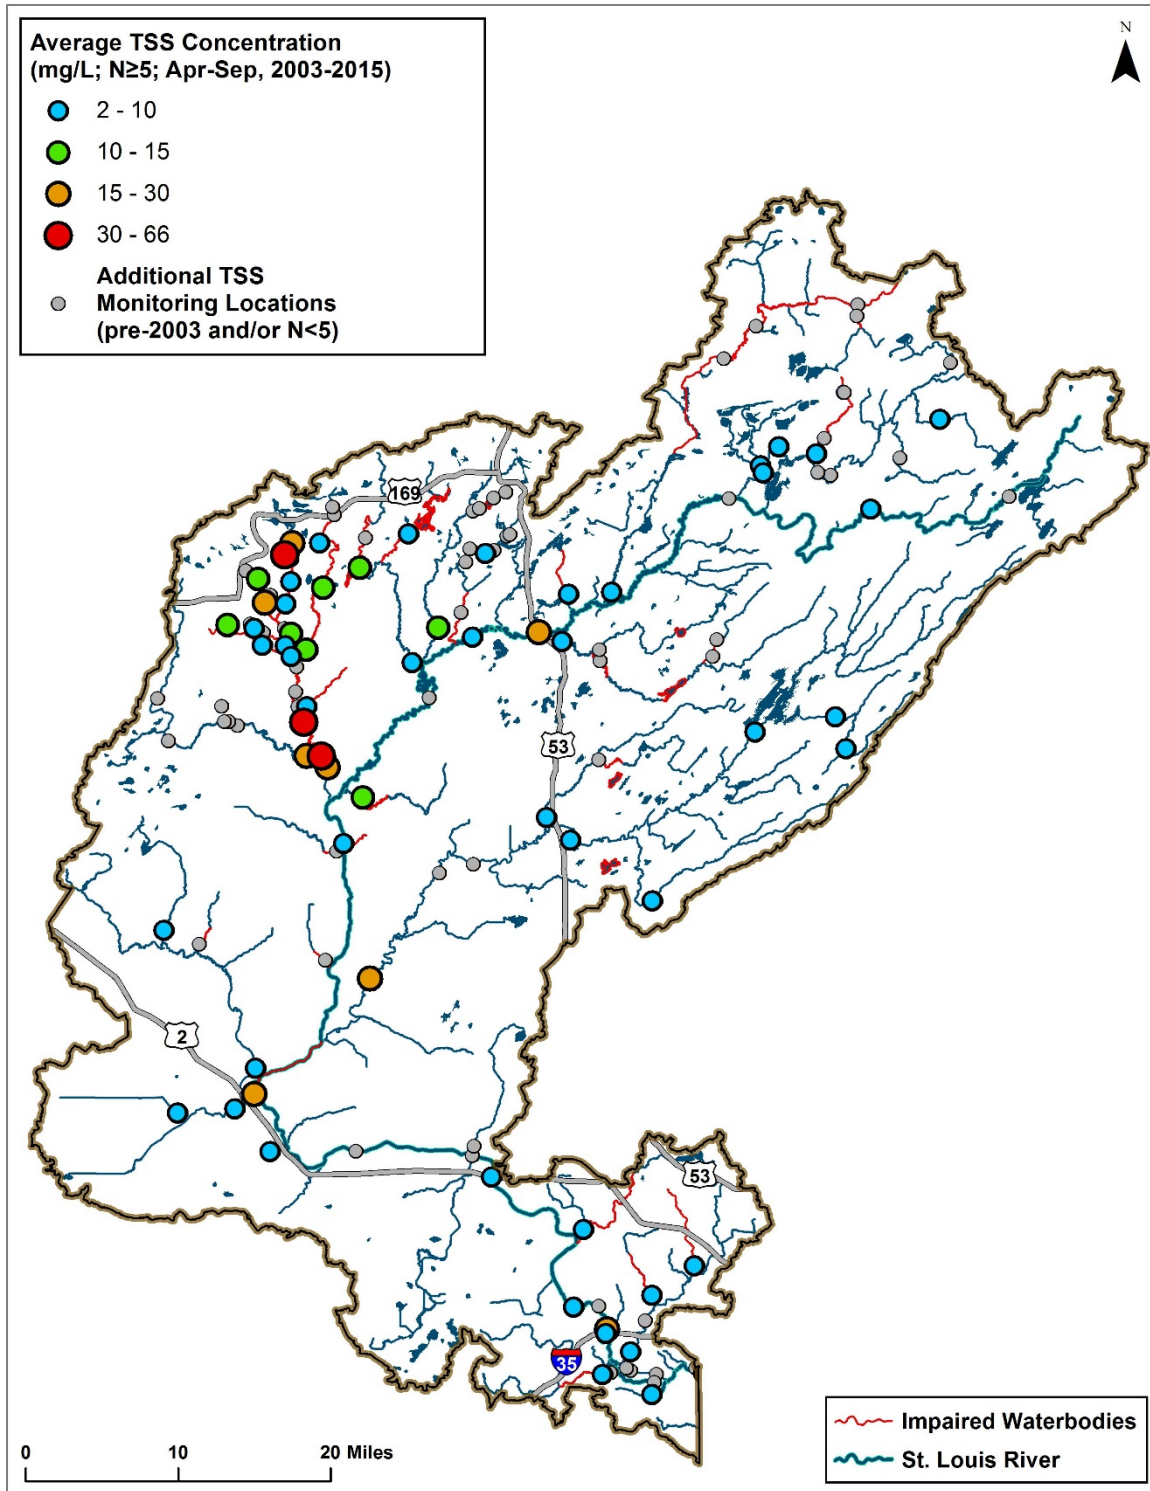 Average TSS Concentration
(mg/L; N≥5; Apr-Sep, 2003-2015)
2 - 10
10 - 15
15 - 30
30 - 66
Additional TSS
Monitoring Locations
(pre-2003 and/or N<5)
N
169
53
2
53
35
0 10 20 Miles
Impaired Waterbodies
St. Louis River